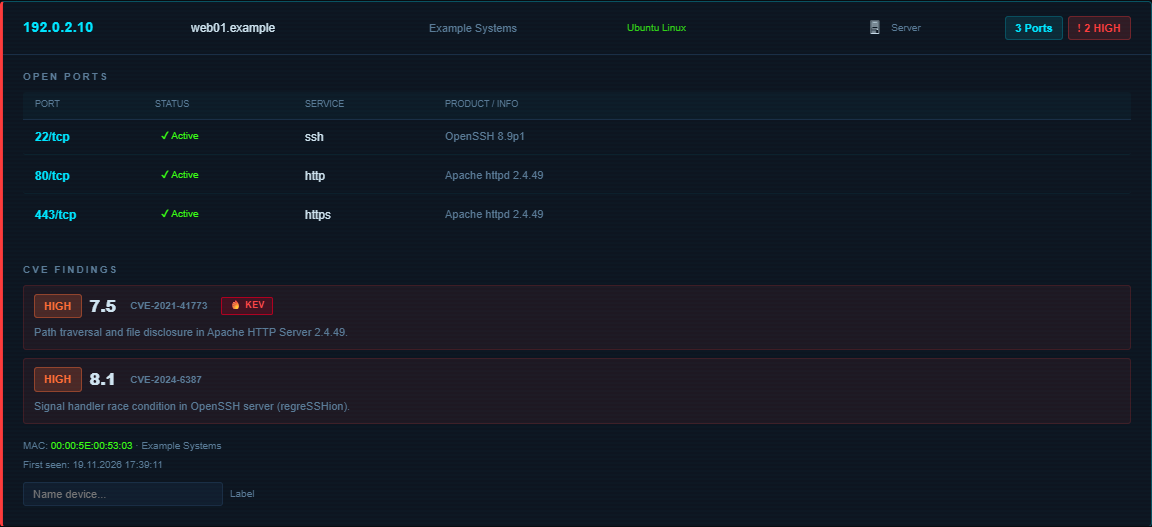 192.0.2.10 web01.example Example Systems Ubuntu Linux Server 3 Ports ! 2 HIGH
OPEN PORTS
PORT STATUS SERVICE PRODUCT / INFO
22/tcp ✓ Active ssh OpenSSH 8.9p1
80/tcp ✓ Active http Apache httpd 2.4.49
443/tcp ✓ Active https Apache httpd 2.4.49
CVE FINDINGS
HIGH 7.5 CVE-2021-41773 🔥 KEV
Path traversal and file disclosure in Apache HTTP Server 2.4.49.
HIGH 8.1 CVE-2024-6387
Signal handler race condition in OpenSSH server (regreSSHion).
MAC: 00:00:5E:00:53:03 · Example Systems
First seen: 19.11.2026 17:39:11
Name device... Label